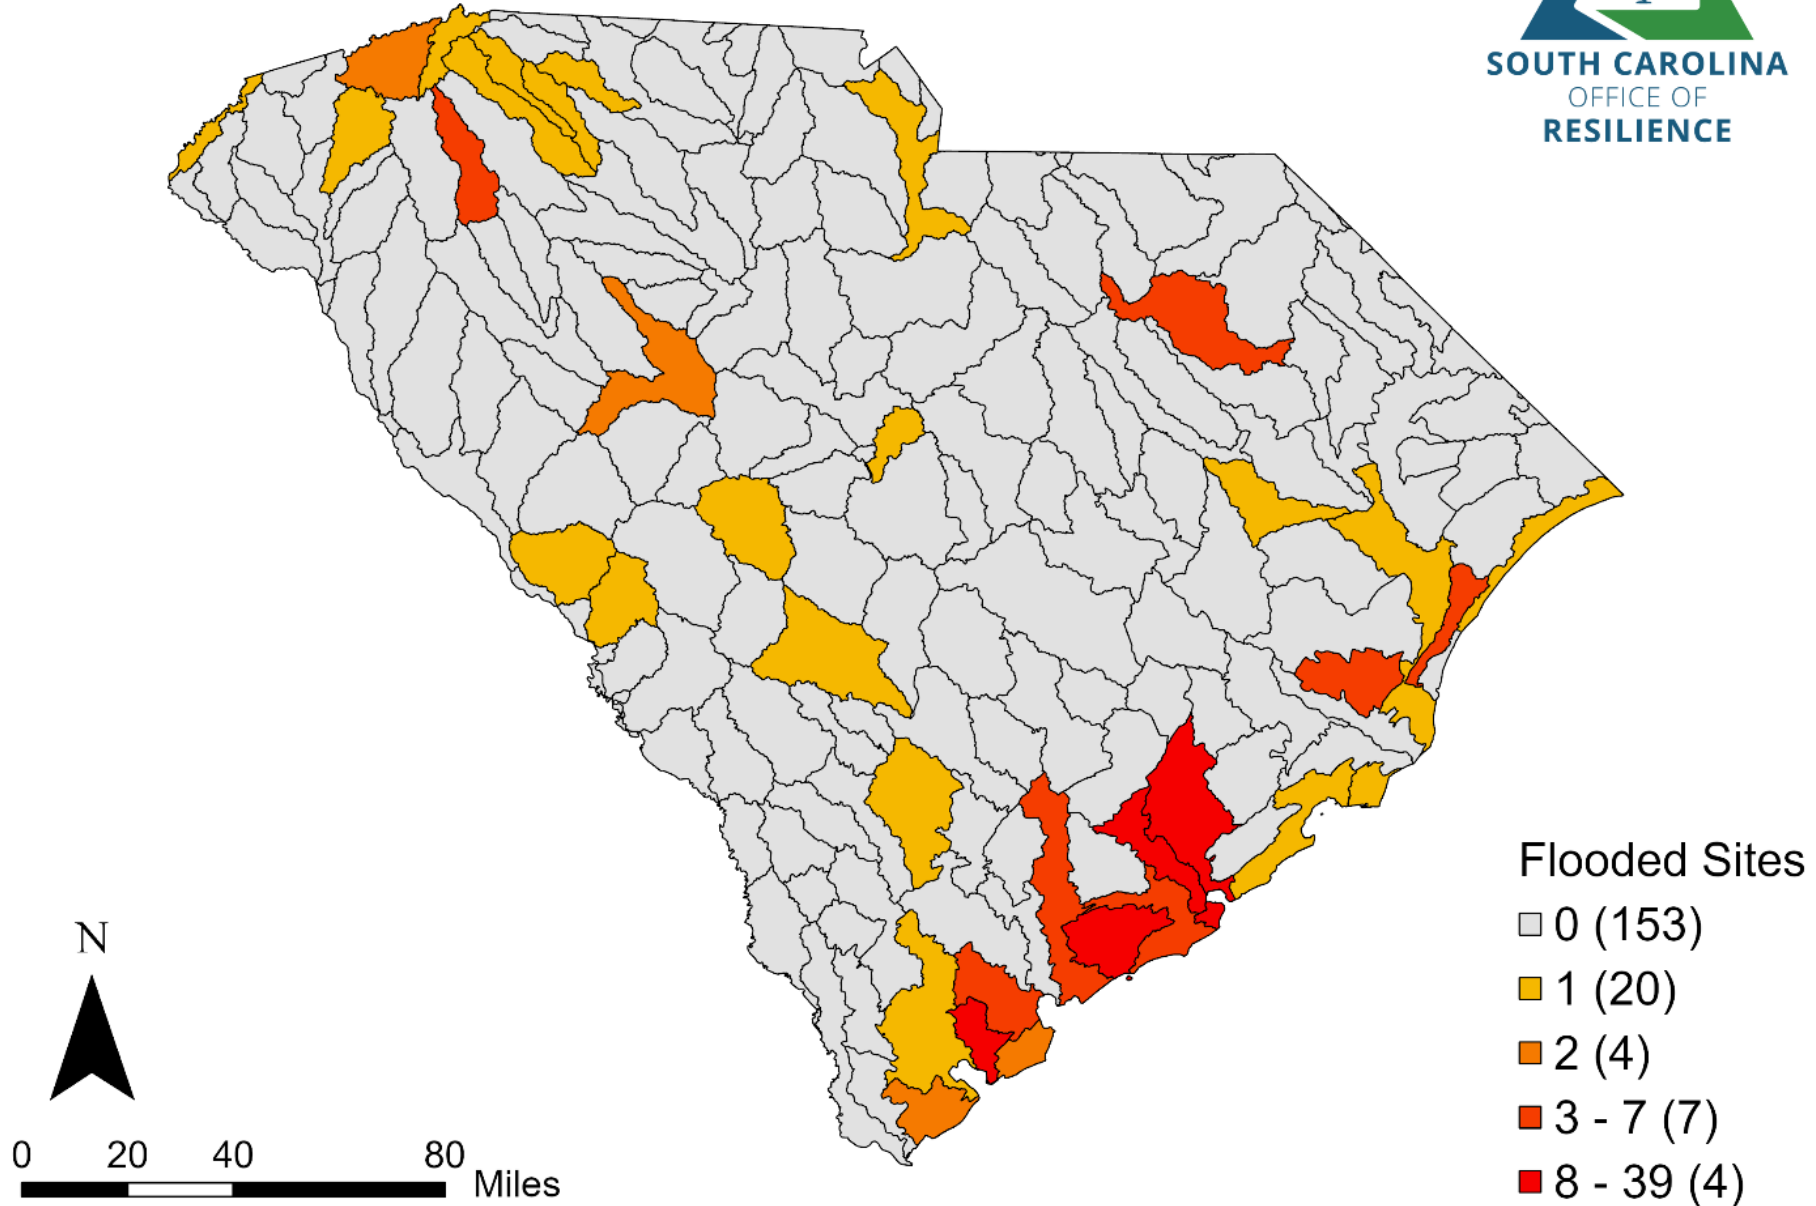 SOUTH CAROLINA
OFFICE OF
RESILIENCE
Flooded Sites
0 (153)
1 (20)
2 (4)
3 - 7 (7)
8 - 39 (4)
N
0 20 40 80 Miles